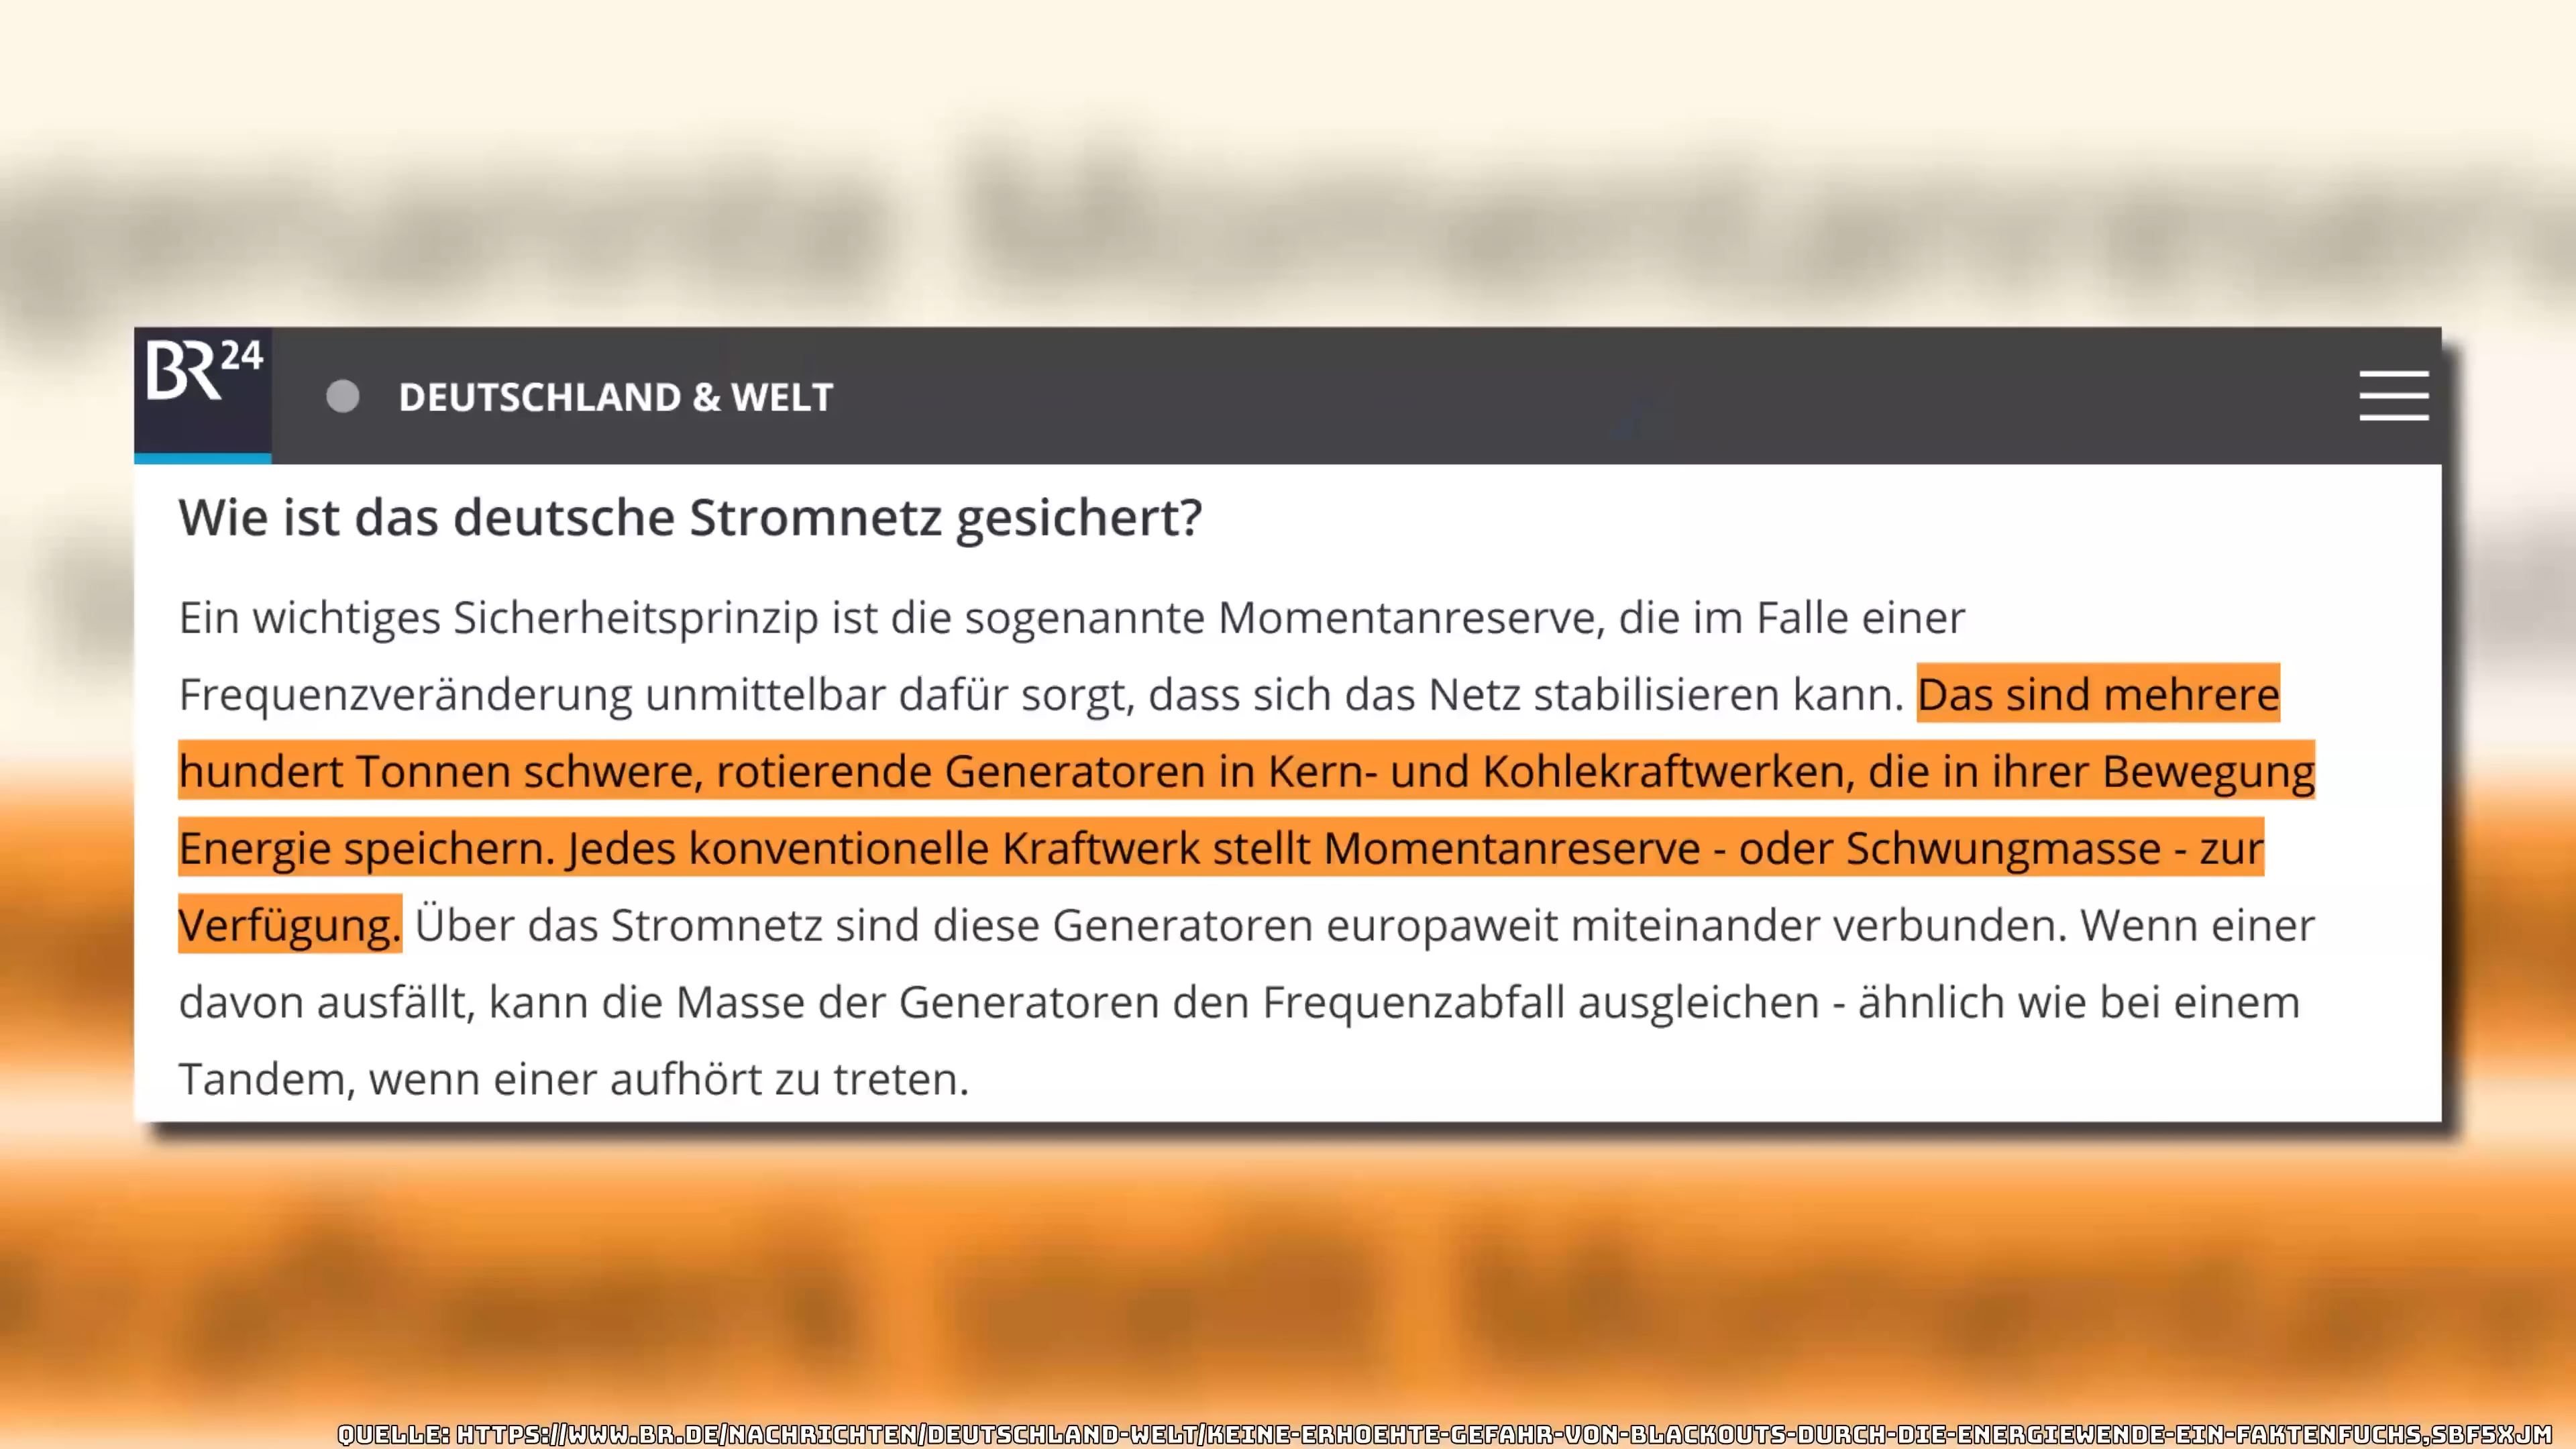 BR24
DEUTSCHLAND & WELT
Wie ist das deutsche Stromnetz gesichert?
Ein wichtiges Sicherheitsprinzip ist die sogenannte Momentanreserve, die im Falle einer
Frequenzveränderung unmittelbar dafür sorgt, dass sich das Netz stabilisieren kann. Das sind mehrere
hundert Tonnen schwere, rotierende Generatoren in Kern- und Kohlekraftwerken, die in ihrer Bewegung
Energie speichern. Jedes konventionelle Kraftwerk stellt Momentanreserve - oder Schwungmasse - zur
Verfügung. Über das Stromnetz sind diese Generatoren europaweit miteinander verbunden. Wenn einer
davon ausfällt, kann die Masse der Generatoren den Frequenzabfall ausgleichen - ähnlich wie bei einem
Tandem, wenn einer aufhört zu treten.
QUELLE: HTTPS://WWW.BR.DE/NACHRICHTEN/DEUTSCHLAND-WELT/KEINE-ERHOEHTE-GEFAHR-VON-BLACKOUTS-DURCH-DIE-ENERGIEWENDE-EIN-FAKTENFUCHS,SBF5XJM